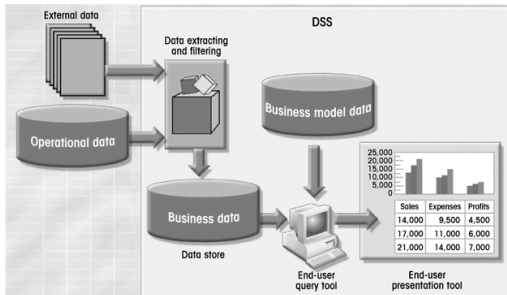 External data
DSS
Data extracting
and filtering
Operational data
Business model data
Business data
Data store
End-user
query tool
25,000
20,000
15,000
10,000
5,000
0
Sales Expenses Profits
14,000 9,500 4,500
17,000 11,000 6,000
21,000 14,000 7,000
End-user
presentation tool